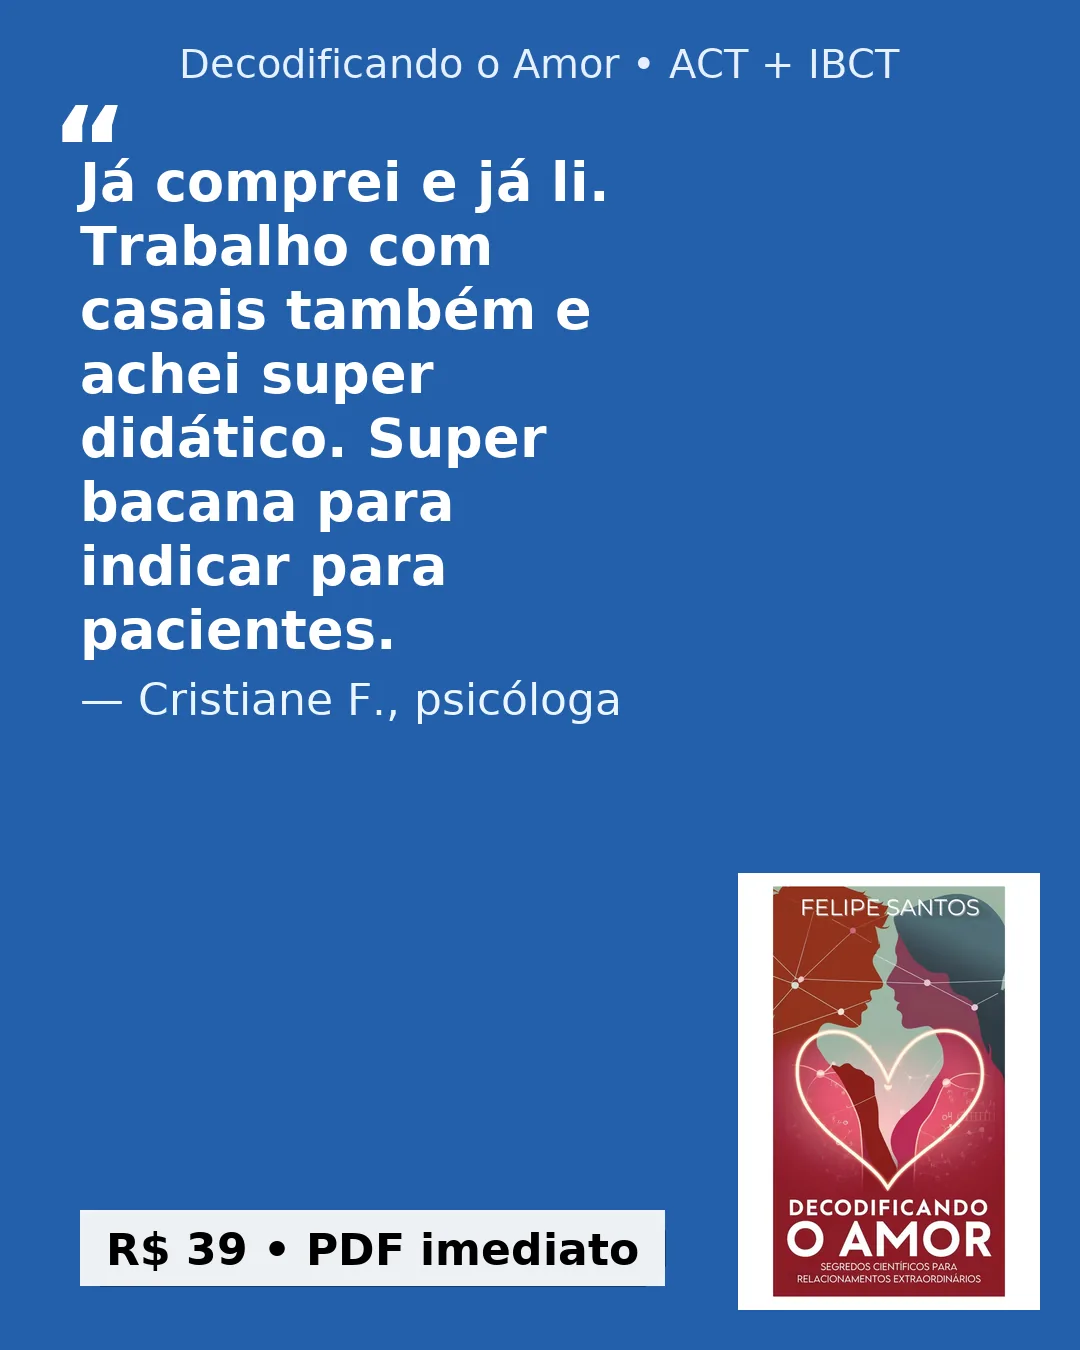 Decodificando o Amor • ACT + IBCT
“
Já comprei e já li.
Trabalho com
casais também e
achei super
didático. Super
bacana para
indicar para
pacientes.
— Cristiane F., psicóloga
FELIPE SANTOS
DECODIFICANDO
O AMOR
SEGREDOS CIENTÍFICOS PARA
RELACIONAMENTOS EXTRAORDINÁRIOS
R$ 39 • PDF imediato